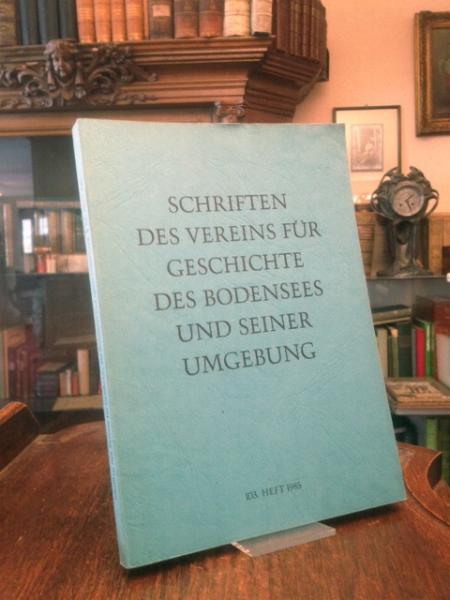 SCHRIFTEN
DES VEREINS FÜR
GESCHICHTE
DES BODENSEES
UND SEINER
UMGEBUNG
103. HEFT 1985